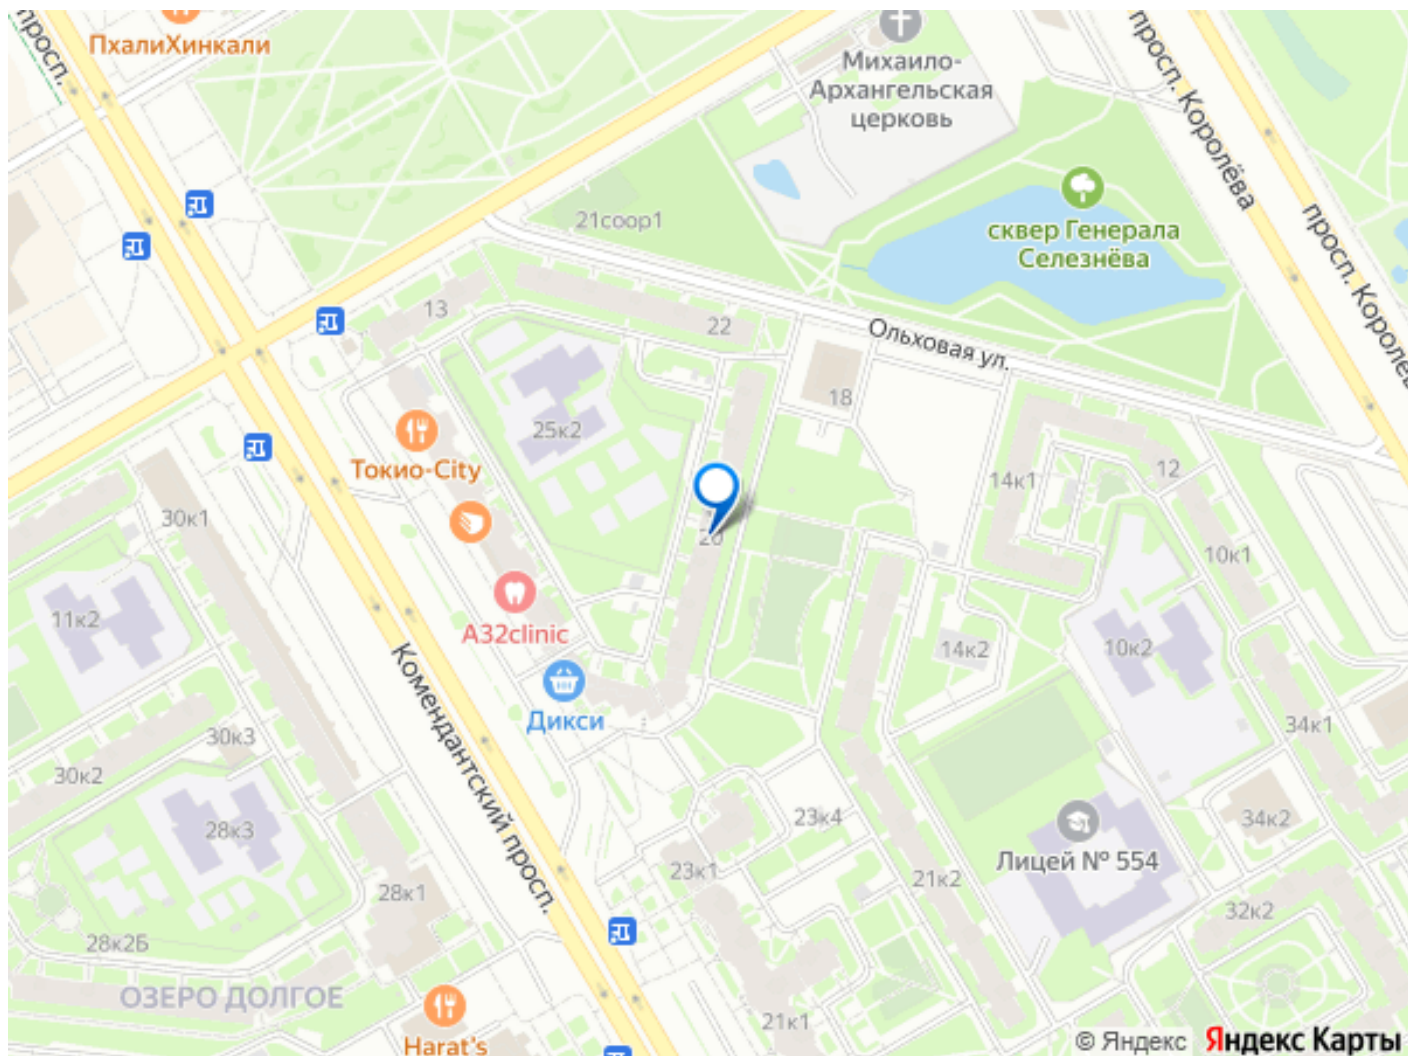 просп.
ПхалиХинкали
Михаило-
Архангельская
церковь
просп. Королёва
просп. Королёва
21соор1
сквер Генерала
Селезнёва
13
22
Ольховая ул.
18
25к2
Токио-City
14к1
12
30к1
20
10к1
11к2
A32clinic
14к2
10к2
Комендантский просп.
Дикси
30к3
34к1
30к2
28к3
23к4
34к2
Лицей № 554
23к1
21к2
28к1
32к2
28к2Б
ОЗЕРО ДОЛГОЕ
21к1
Harat's
© Яндекс Яндекс Карты